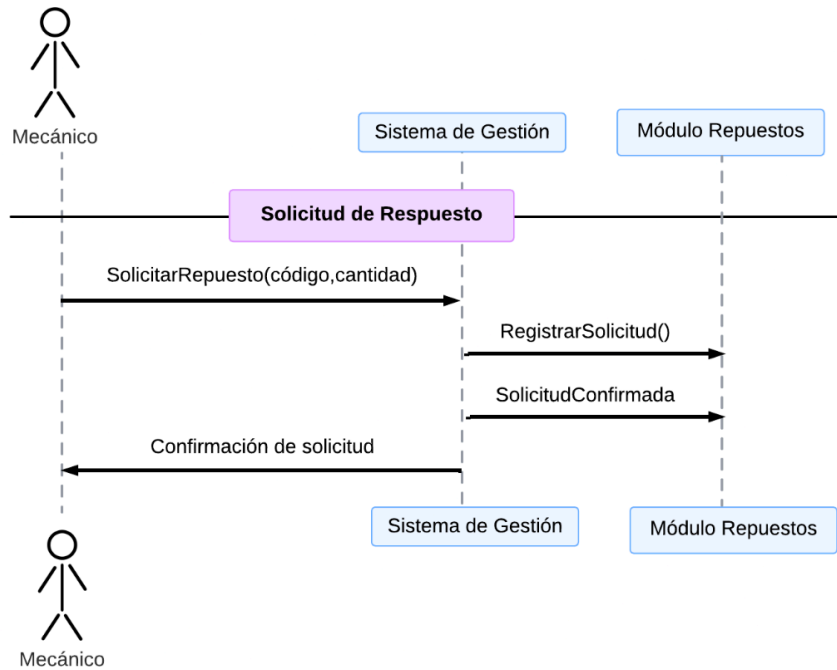 Mecánico
Sistema de Gestión
Módulo Repuestos
Solicitud de Respuesto
SolicitarRepuesto(código,cantidad)
RegistrarSolicitud()
SolicitudConfirmada
Confirmación de solicitud
Sistema de Gestión
Módulo Repuestos
Mecánico